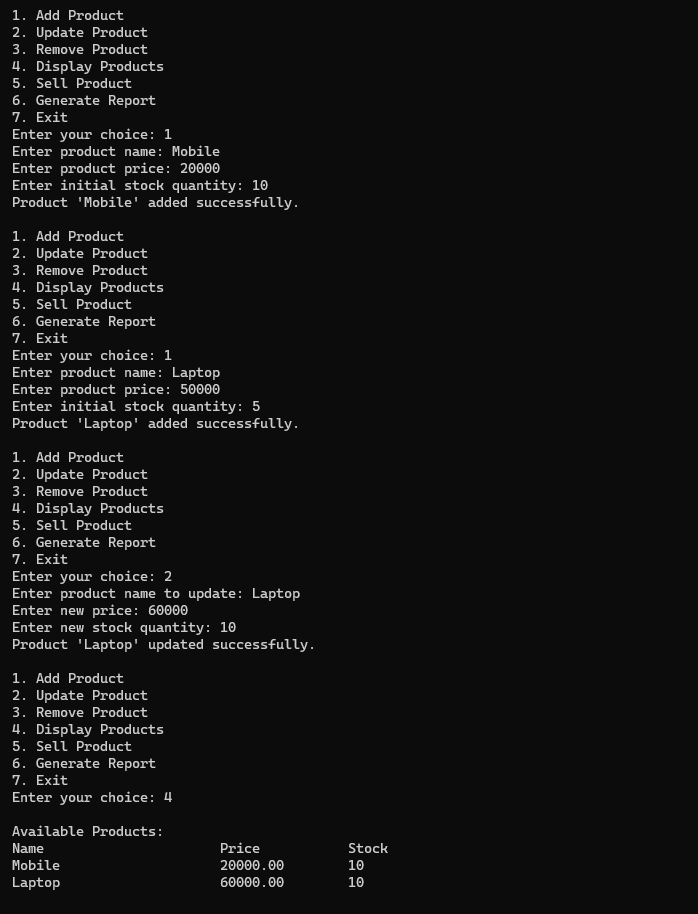 1. Add Product
2. Update Product
3. Remove Product
4. Display Products
5. Sell Product
6. Generate Report
7. Exit
Enter your choice: 1
Enter product name: Mobile
Enter product price: 20000
Enter initial stock quantity: 10
Product 'Mobile' added successfully.
1. Add Product
2. Update Product
3. Remove Product
4. Display Products
5. Sell Product
6. Generate Report
7. Exit
Enter your choice: 1
Enter product name: Laptop
Enter product price: 50000
Enter initial stock quantity: 5
Product 'Laptop' added successfully.
1. Add Product
2. Update Product
3. Remove Product
4. Display Products
5. Sell Product
6. Generate Report
7. Exit
Enter your choice: 2
Enter product name to update: Laptop
Enter new price: 60000
Enter new stock quantity: 10
Product 'Laptop' updated successfully.
1. Add Product
2. Update Product
3. Remove Product
4. Display Products
5. Sell Product
6. Generate Report
7. Exit
Enter your choice: 4
Available Products:
Name Price Stock
Mobile 20000.00 10
Laptop 60000.00 10